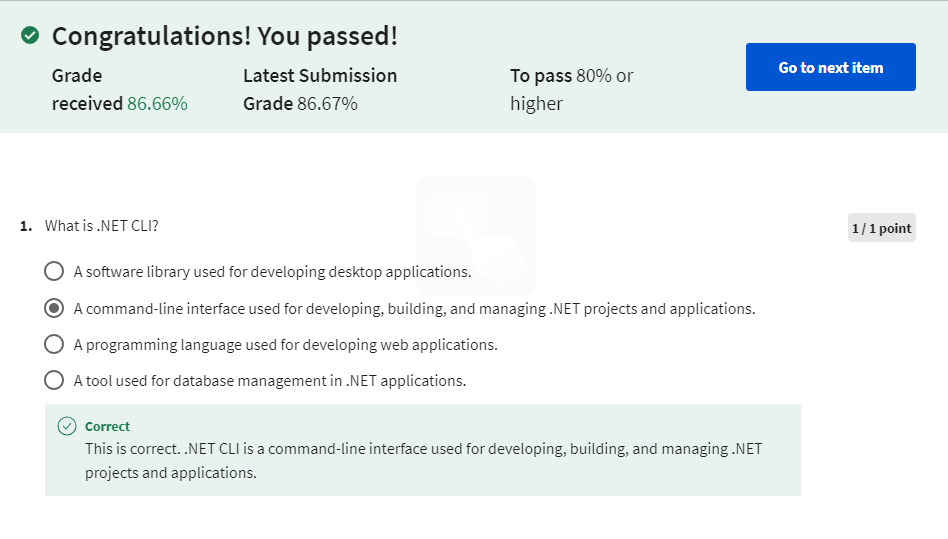 Congratulations! You passed!
Grade received 86.66%
Latest Submission Grade 86.67%
To pass 80% or higher
Go to next item
1. What is .NET CLI?
1 / 1 point
A software library used for developing desktop applications.
A command-line interface used for developing, building, and managing .NET projects and applications.
A programming language used for developing web applications.
A tool used for database management in .NET applications.
Correct
This is correct. .NET CLI is a command-line interface used for developing, building, and managing .NET
projects and applications.